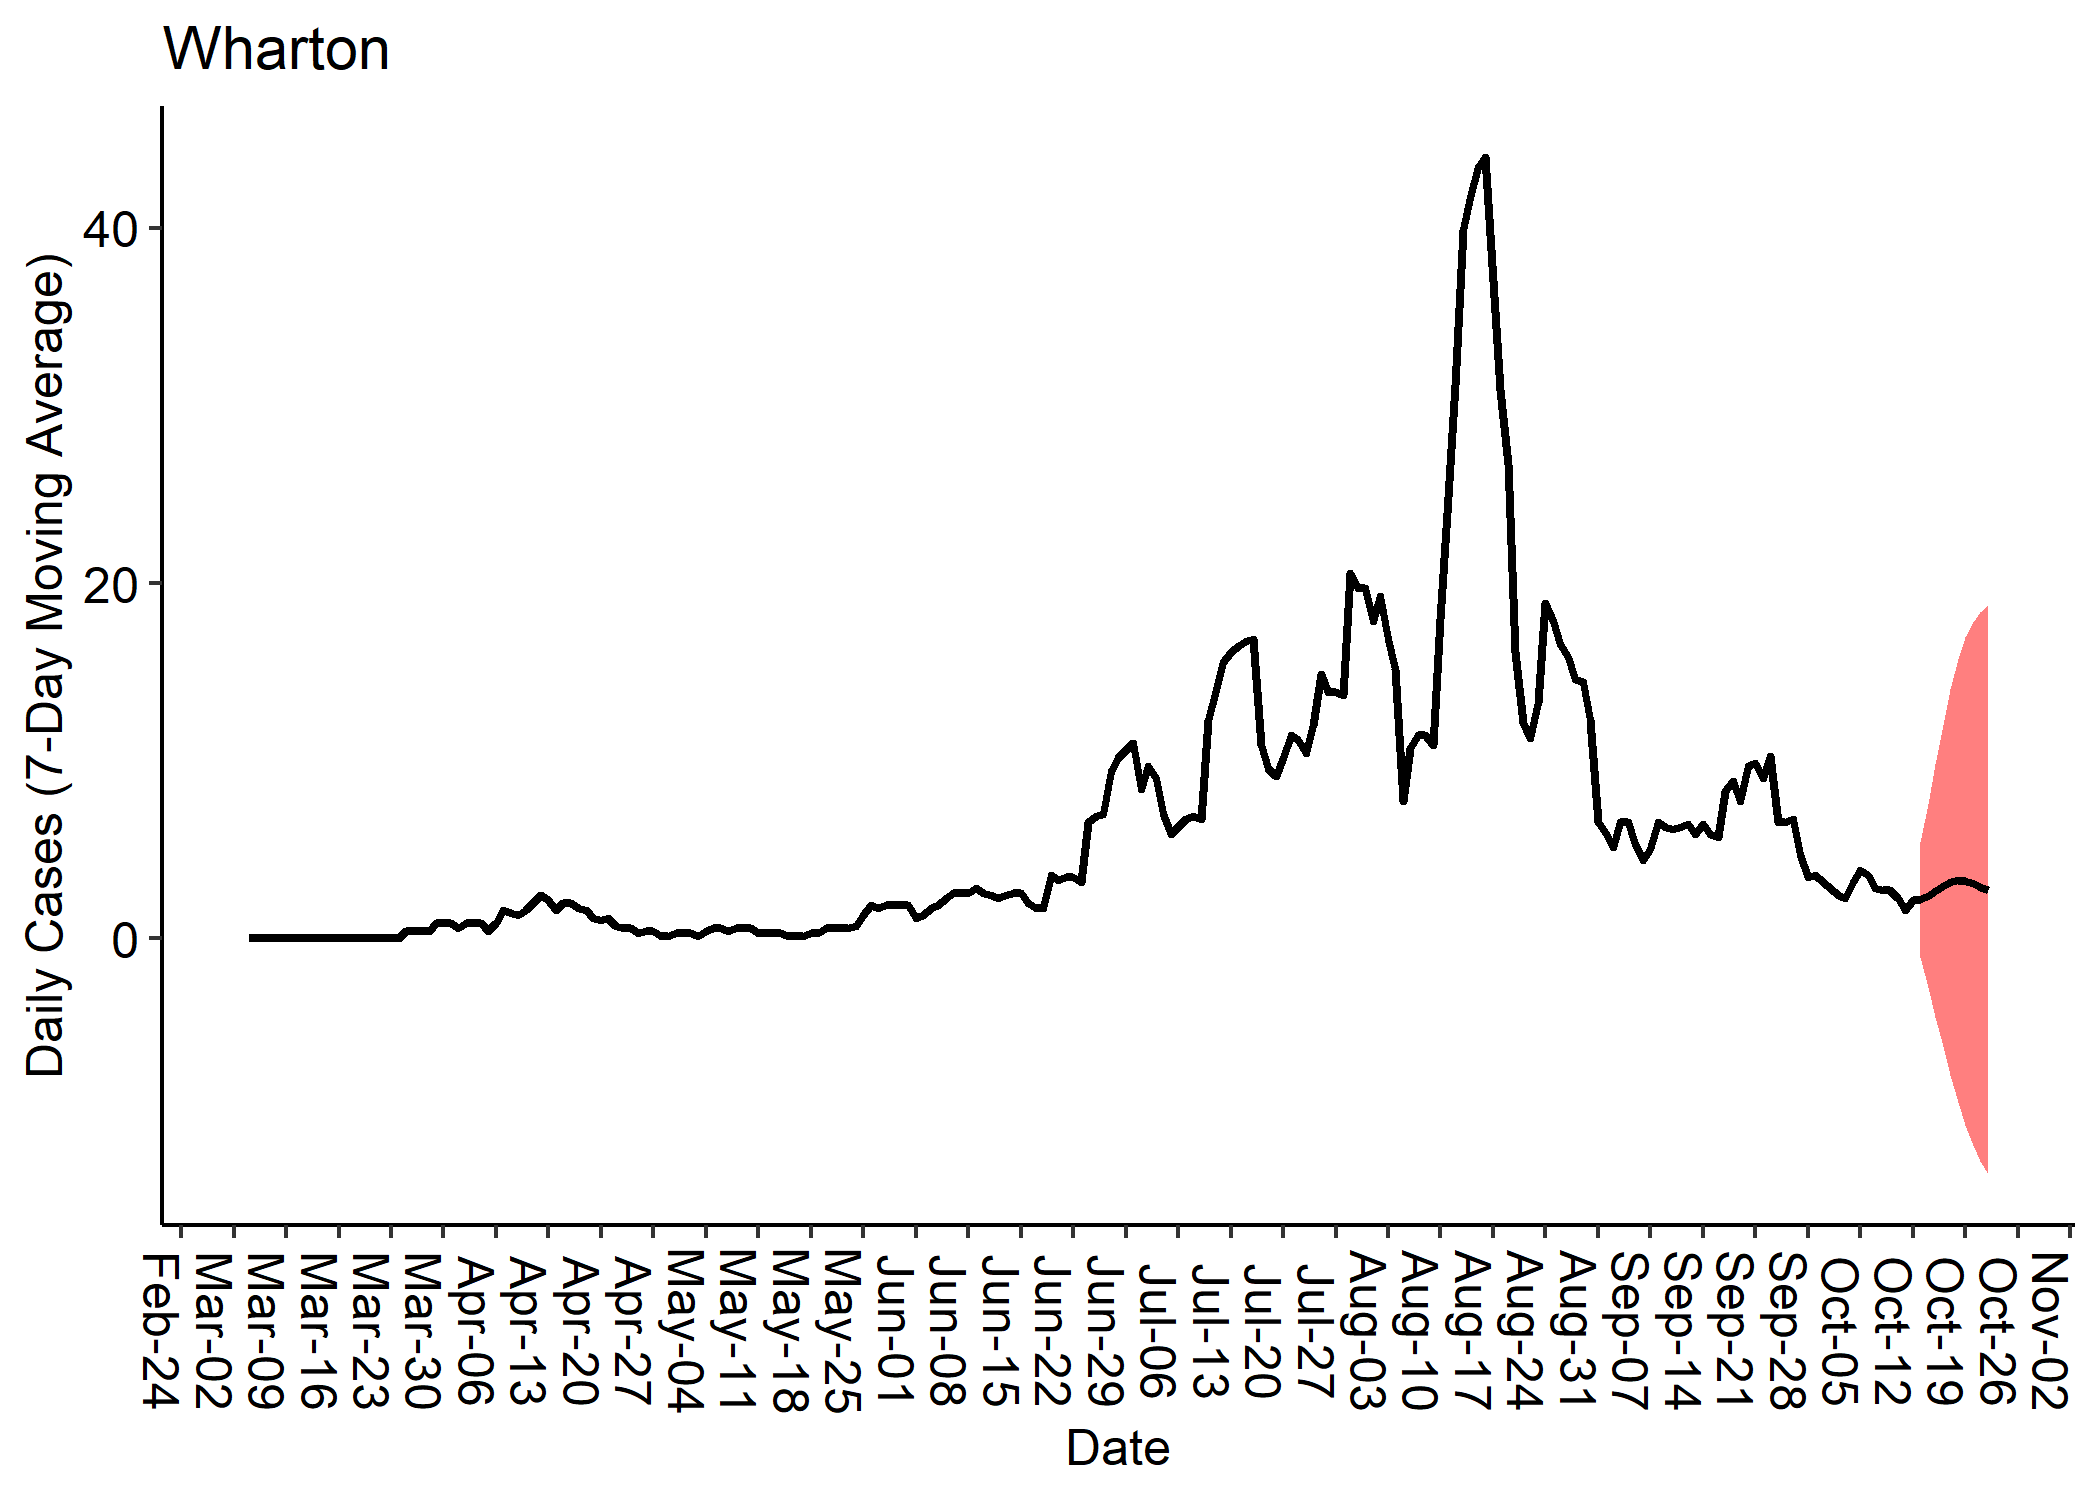 Wharton
Daily Cases (7-Day Moving Average)
40
20
0
Feb-24
Mar-02
Mar-09
Mar-16
Mar-23
Mar-30
Apr-06
Apr-13
Apr-20
Apr-27
May-04
May-11
May-18
May-25
Jun-01
Jun-08
Jun-15
Jun-22
Jun-29
Jul-06
Jul-13
Jul-20
Jul-27
Aug-03
Aug-10
Aug-17
Aug-24
Aug-31
Sep-07
Sep-14
Sep-21
Sep-28
Oct-05
Oct-12
Oct-19
Oct-26
Nov-02
Date